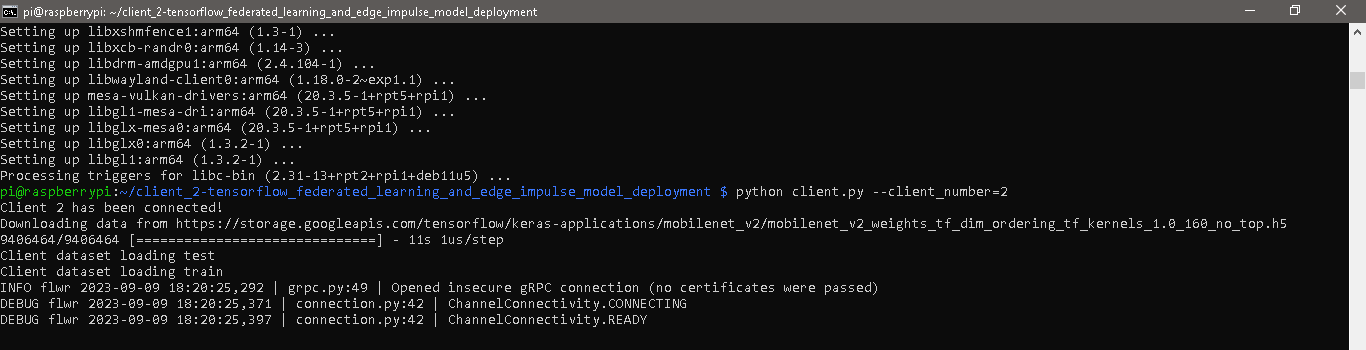 pi@raspberrypi: ~/client_2-tensorflow_federated_learning_and_edge_impulse_model_deployment
Setting up libxshmfence1:arm64 (1.3-1) ...
Setting up libxcb-randr0:arm64 (1.14-3) ...
Setting up libdrm-amdgpu1:arm64 (2.4.104-1) ...
Setting up libwayland-client0:arm64 (1.18.0-2~exp1.1) ...
Setting up mesa-vulkan-drivers:arm64 (20.3.5-1+rpt5+rpi1) ...
Setting up libgl1-mesa-dri:arm64 (20.3.5-1+rpt5+rpi1) ...
Setting up libglx-mesa0:arm64 (20.3.5-1+rpt5+rpi1) ...
Setting up libglx0:arm64 (1.3.2-1) ...
Setting up libgl1:arm64 (1.3.2-1) ...
Processing triggers for libc-bin (2.31-13+rpt2+rpi1+deb11u5) ...
pi@raspberrypi:~/client_2-tensorflow_federated_learning_and_edge_impulse_model_deployment $ python client.py --client_number=2
Client 2 has been connected!
Downloading data from https://storage.googleapis.com/tensorflow/keras-applications/mobilenet_v2/mobilenet_v2_weights_tf_dim_ordering_tf_kernels_1.0_160_no_top.h5
9406464/9406464 [==============================] - 11s 1us/step
Client dataset loading test
Client dataset loading train
INFO flwr 2023-09-09 18:20:25,292 | grpc.py:49 | Opened insecure gRPC connection (no certificates were passed)
DEBUG flwr 2023-09-09 18:20:25,371 | connection.py:42 | ChannelConnectivity.CONNECTING
DEBUG flwr 2023-09-09 18:20:25,397 | connection.py:42 | ChannelConnectivity.READY